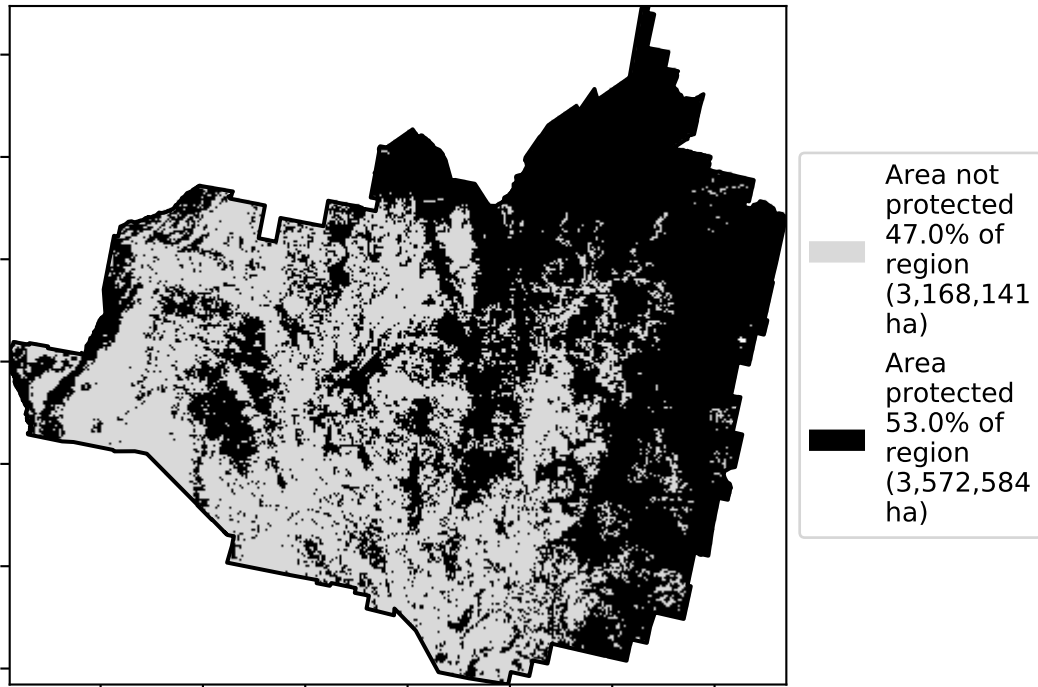 Area not
protected
47.0% of
region
(3,168,141
ha)
Area
protected
53.0% of
region
(3,572,584
ha)